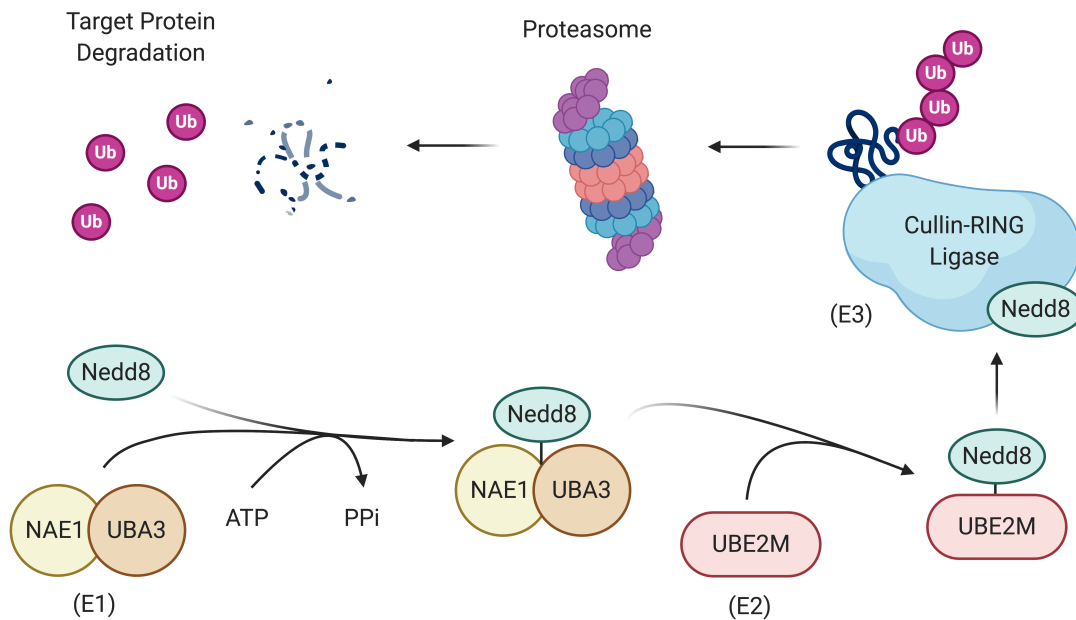 Target Protein
Degradation
Proteasome
Ub
Ub
Ub
Ub
Ub
Ub
Ub
Ub
Cullin-RING
Ligase
Nedd8
(E3)
Nedd8
Nedd8
Nedd8
NAE1
UBA3
ATP
PPi
NAE1
UBA3
UBE2M
UBE2M
(E1)
(E2)